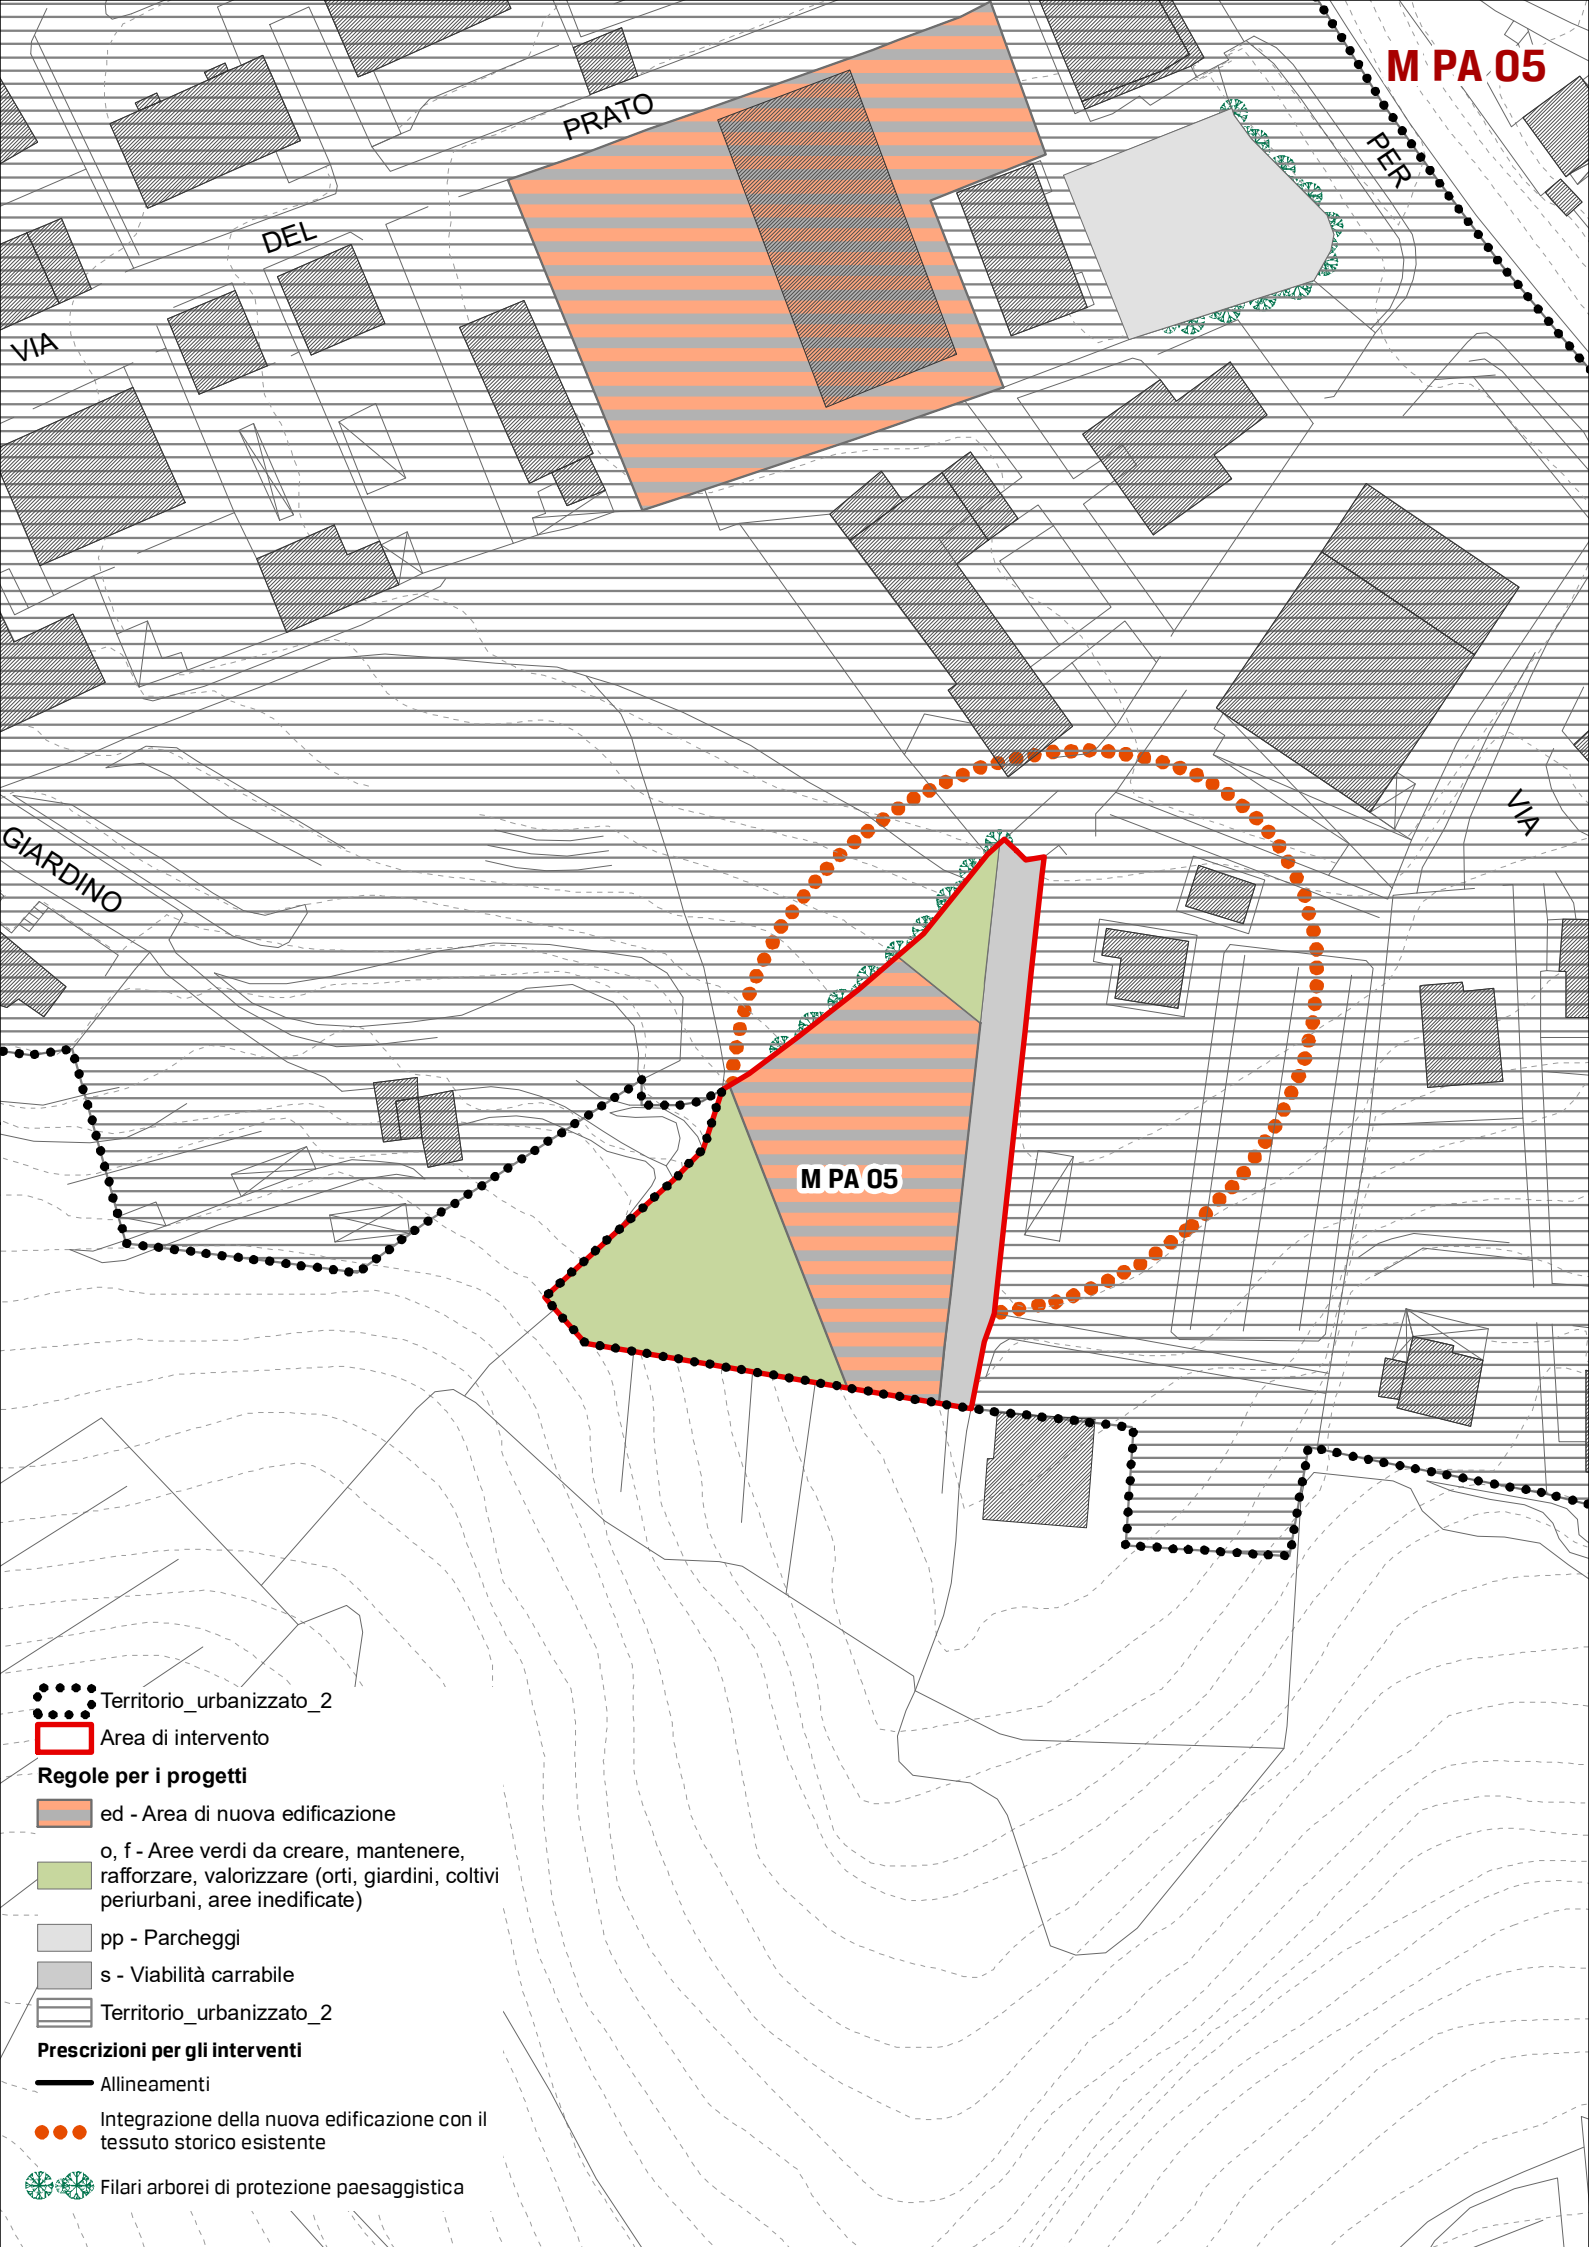 M PA 05
PRATO
PER
DEL
VIA
VIA
GIARDINO
M PA 05
Territorio_urbanizzato_2
Area di intervento
Regole per i progetti
ed - Area di nuova edificazione
o, f - Aree verdi da creare, mantenere,
rafforzare, valorizzare (orti, giardini, coltivi
periurbani, aree inedificate)
pp - Parcheggi
s - Viabilità carrabile
Territorio_urbanizzato_2
Prescrizioni per gli interventi
Allineamenti
Integrazione della nuova edificazione con il
tessuto storico esistente
Filari arborei di protezione paesaggistica